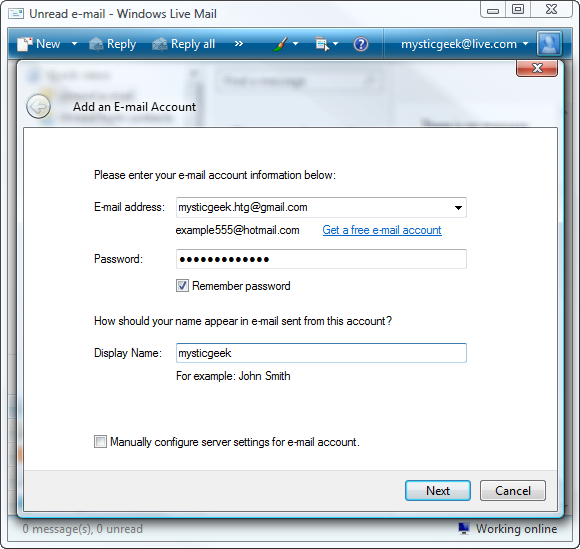 Unread e-mail - Windows Live Mail
New Reply Reply all » mysticgeek@live.com
Find a message
Add an E-mail Account
Please enter your e-mail account information below:
E-mail address: mysticgeek.htg@gmail.com
example555@hotmail.com Get a free e-mail account
Password: ●●●●●●●●●●●●●
Remember password
How should your name appear in e-mail sent from this account?
Display Name: mysticgeek
For example: John Smith
Manually configure server settings for e-mail account.
Next Cancel
0 message(s), 0 unread Working online